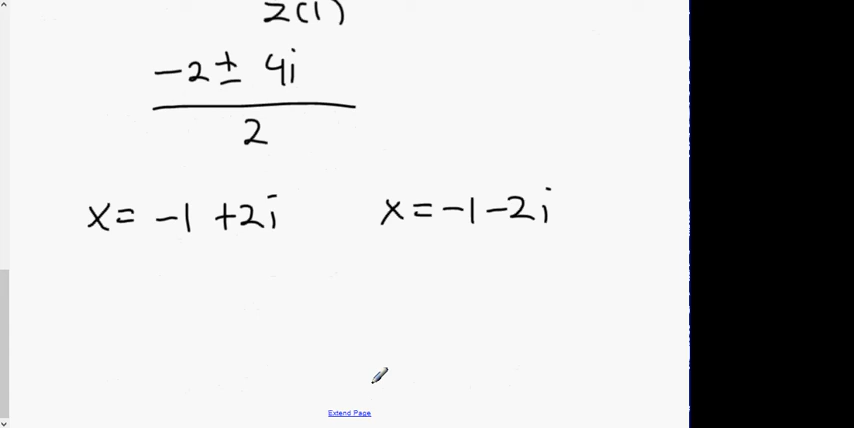 2(1)
-2 ± 4i
2
x = -1 + 2i x = -1 - 2i
Extend Page